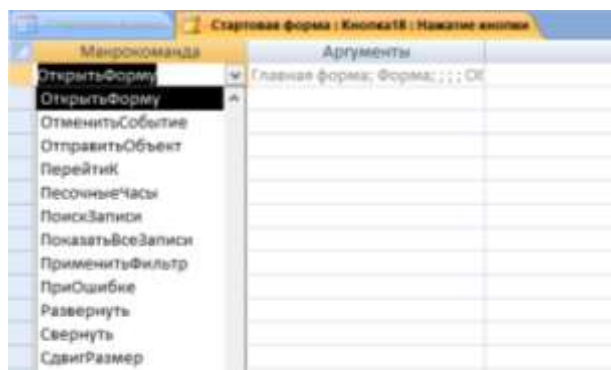 Стартовая форма : Кнопка18 : Нажатие кнопки
Макрокоманда Аргументы
ОткрытьФорму Главная форма; Форма; ; ; ; Об
ОткрытьФорму
ОтменитьСобытие
ОтправитьОбъект
ПерейтиК
ПесочныеЧасы
ПоискЗаписи
ПоказатьВсеЗаписи
ПрименитьФильтр
ПриОшибке
Развернуть
Свернуть
СдвигРазмер